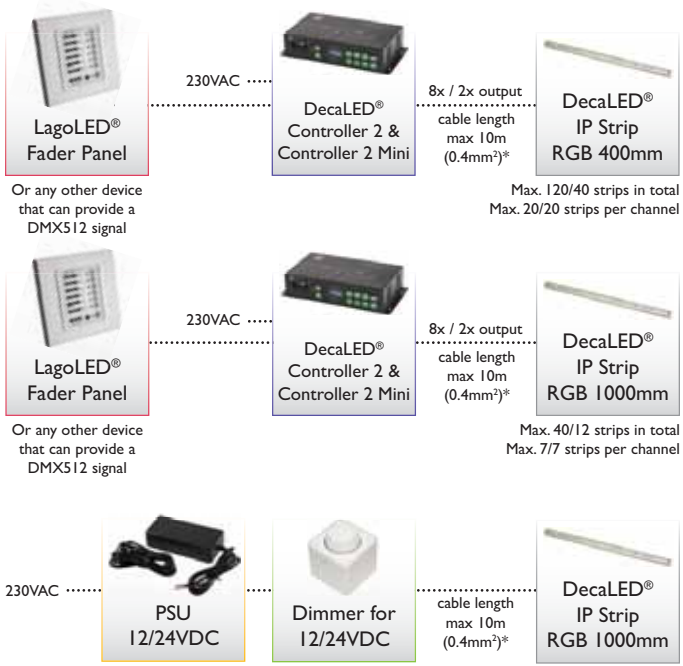 230VAC
LagoLED®
Fader Panel
DecaLED®
Controller 2 &
Controller 2 Mini
8x / 2x output
cable length
max 10m
(0.4mm²)*
DecaLED®
IP Strip
RGB 400mm
Or any other device
that can provide a
DMX512 signal
Max. 120/40 strips in total
Max. 20/20 strips per channel
230VAC
LagoLED®
Fader Panel
DecaLED®
Controller 2 &
Controller 2 Mini
8x / 2x output
cable length
max 10m
(0.4mm²)*
DecaLED®
IP Strip
RGB 1000mm
Or any other device
that can provide a
DMX512 signal
Max. 40/12 strips in total
Max. 7/7 strips per channel
230VAC
PSU
12/24VDC
Dimmer for
12/24VDC
cable length
max 10m
(0.4mm²)*
DecaLED®
IP Strip
RGB 1000mm